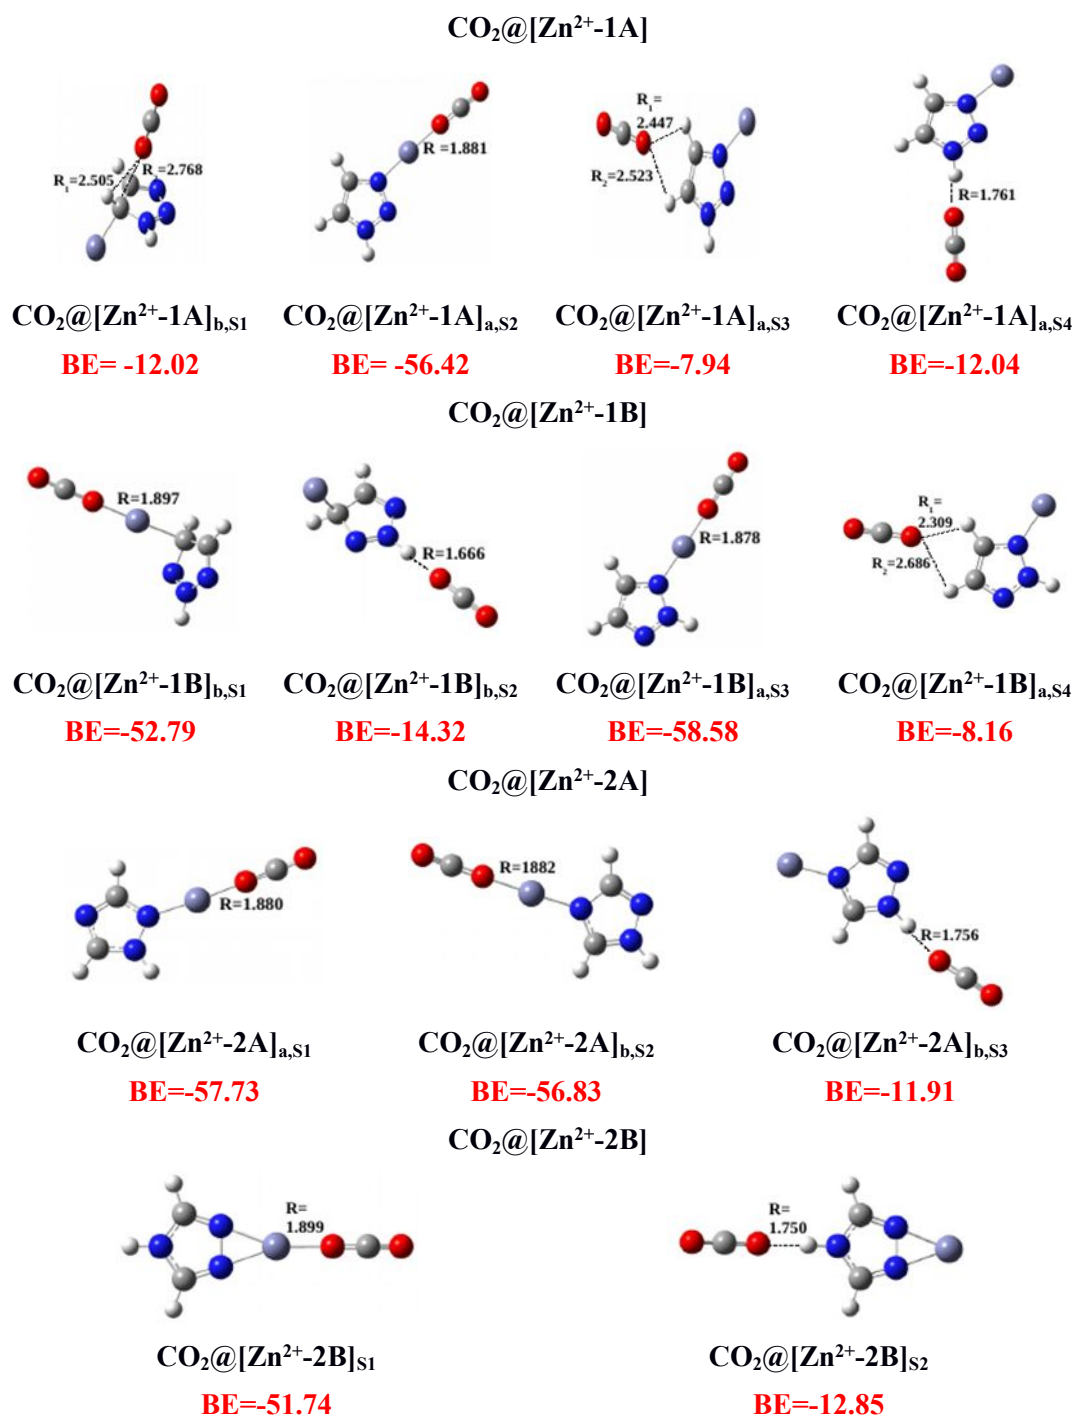 CO₂@[Zn²⁺-1A]
R₁=2.505 R =2.768
R =1.881
R₁= 2.447
R₂=2.523
R=1.761
CO₂@[Zn²⁺-1A]b,S1 CO₂@[Zn²⁺-1A]a,S2 CO₂@[Zn²⁺-1A]a,S3 CO₂@[Zn²⁺-1A]a,S4
BE= -12.02 BE= -56.42 BE=-7.94 BE=-12.04
CO₂@[Zn²⁺-1B]
R=1.897
R=1.666
R=1.878
R₁= 2.309
R₂=2.686
CO₂@[Zn²⁺-1B]b,S1 CO₂@[Zn²⁺-1B]b,S2 CO₂@[Zn²⁺-1B]a,S3 CO₂@[Zn²⁺-1B]a,S4
BE=-52.79 BE=-14.32 BE=-58.58 BE=-8.16
CO₂@[Zn²⁺-2A]
R=1.880
R=1882
R=1.756
CO₂@[Zn²⁺-2A]a,S1 CO₂@[Zn²⁺-2A]b,S2 CO₂@[Zn²⁺-2A]b,S3
BE=-57.73 BE=-56.83 BE=-11.91
CO₂@[Zn²⁺-2B]
R=
1.899
R=
1.750
CO₂@[Zn²⁺-2B]S1 CO₂@[Zn²⁺-2B]S2
BE=-51.74 BE=-12.85